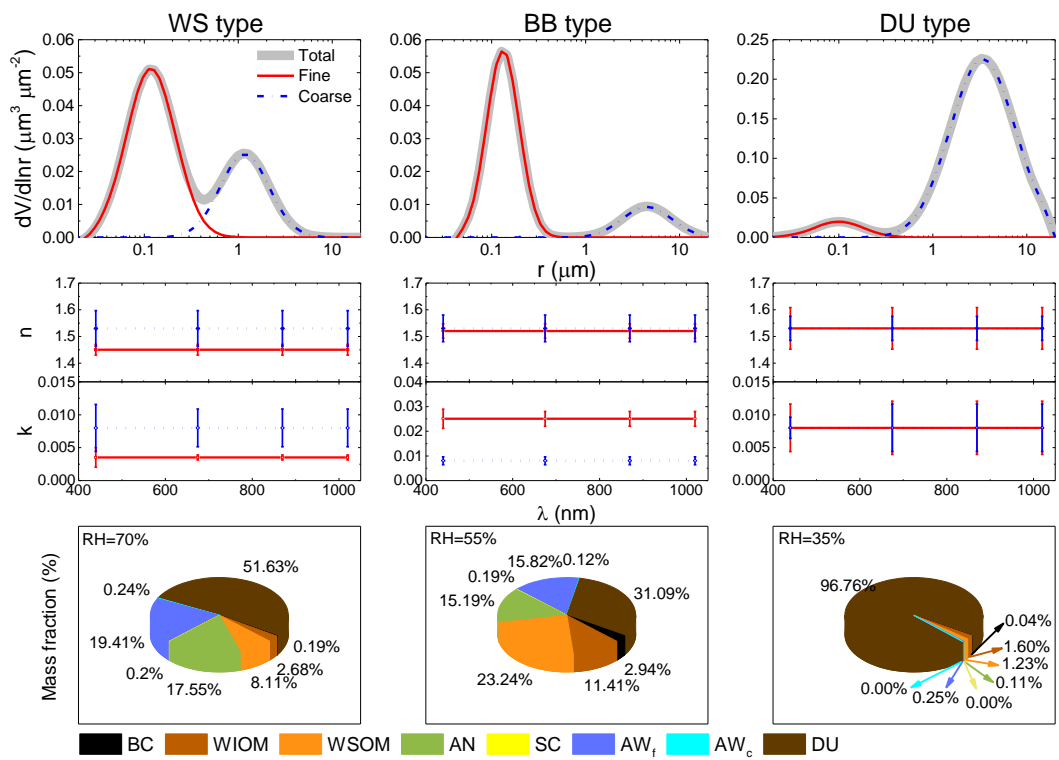 WS type BB type DU type
Total
Fine
Coarse
dV/dlnr (μm³ μm⁻²)
0.06 0.05 0.04 0.03 0.02 0.01 0.00
0.1 1 10
0.06 0.05 0.04 0.03 0.02 0.01 0.00
0.1 1 10
0.25 0.20 0.15 0.10 0.05 0.00
0.1 1 10
r (μm)
n
1.7 1.6 1.5 1.4
1.7 1.6 1.5 1.4
1.7 1.6 1.5 1.4
k
0.015 0.010 0.005 0.000
0.04 0.03 0.02 0.01 0.00
0.015 0.010 0.005 0.000
400 600 800 1000
400 600 800 1000
400 600 800 1000
λ (nm)
Mass fraction (%)
RH=70%
51.63%
0.24%
19.41%
0.2%
17.55%
8.11%
2.68%
0.19%
RH=55%
15.82%
0.12%
0.19%
15.19%
31.09%
23.24%
11.41%
2.94%
RH=35%
96.76%
0.04%
1.60%
1.23%
0.11%
0.00%
0.25%
0.00%
BC WIOM WSOM AN SC AWf AWc DU